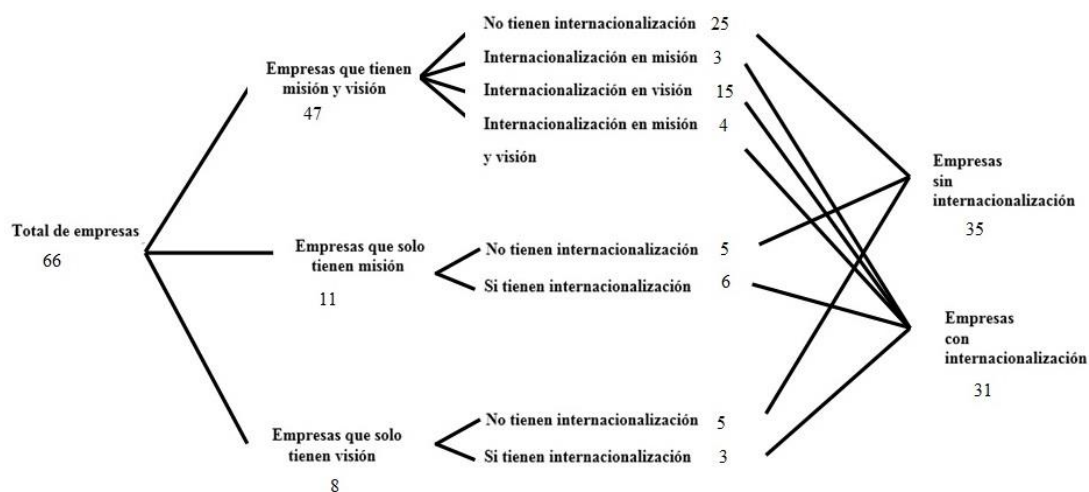 No tienen internacionalización 25
Internacionalización en misión 3
Empresas que tienen
misión y visión
47
Internacionalización en visión 15
Internacionalización en misión 4
y visión
Empresas
sin
internacionalización
35
Total de empresas
66
Empresas que solo
tienen misión
11
No tienen internacionalización 5
Si tienen internacionalización 6
Empresas
con
internacionalización
31
Empresas que solo
tienen visión
8
No tienen internacionalización 5
Si tienen internacionalización 3